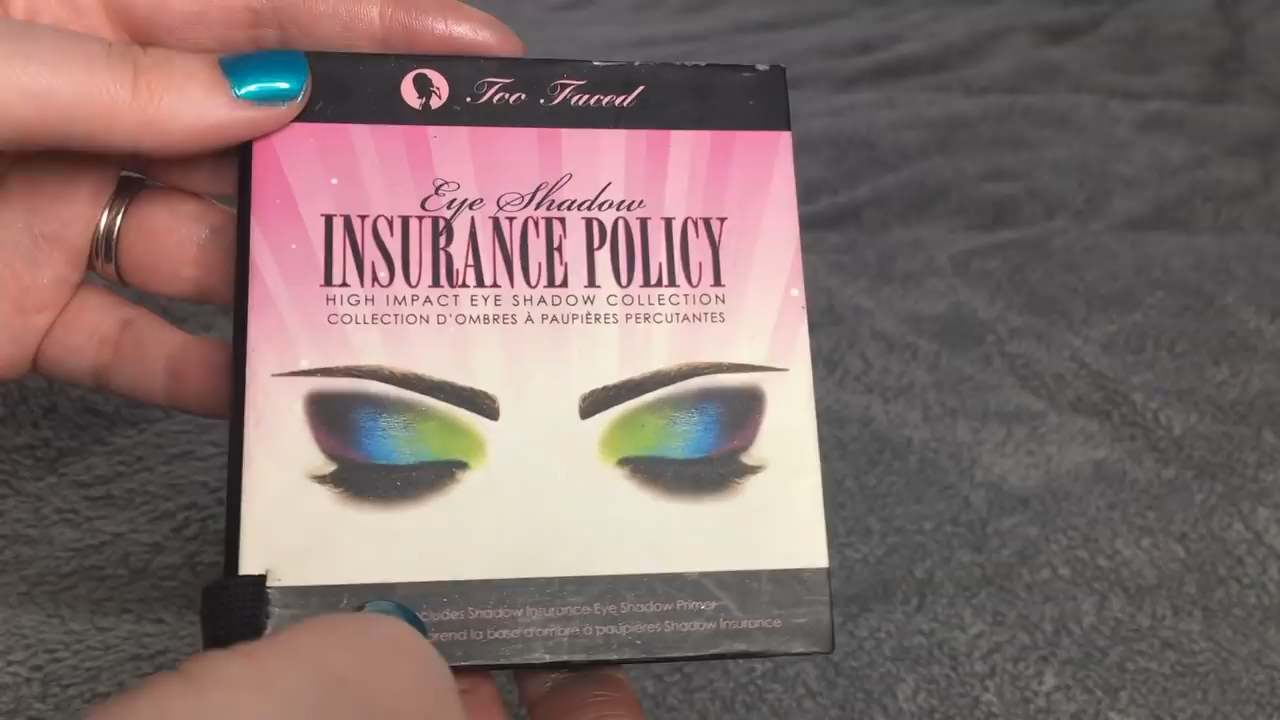 Too Faced
Eye Shadow
INSURANCE POLICY
HIGH IMPACT EYE SHADOW COLLECTION
COLLECTION D'OMBRES À PAUPIÈRES PERCUTANTES
Shadow Insurance Eye Shadow Primer
la base d'ombre à paupières Shadow Insurance